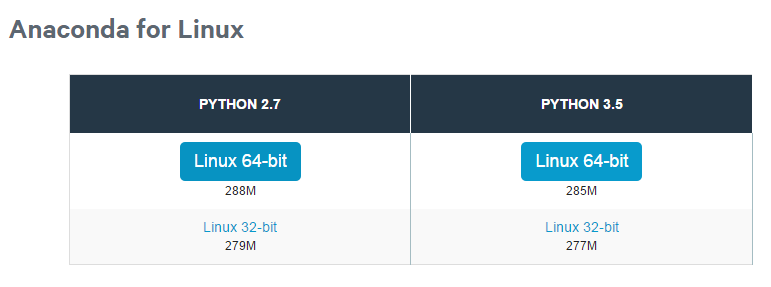 Anaconda for Linux
PYTHON 2.7
PYTHON 3.5
Linux 64-bit
288M
Linux 64-bit
285M
Linux 32-bit
279M
Linux 32-bit
277M